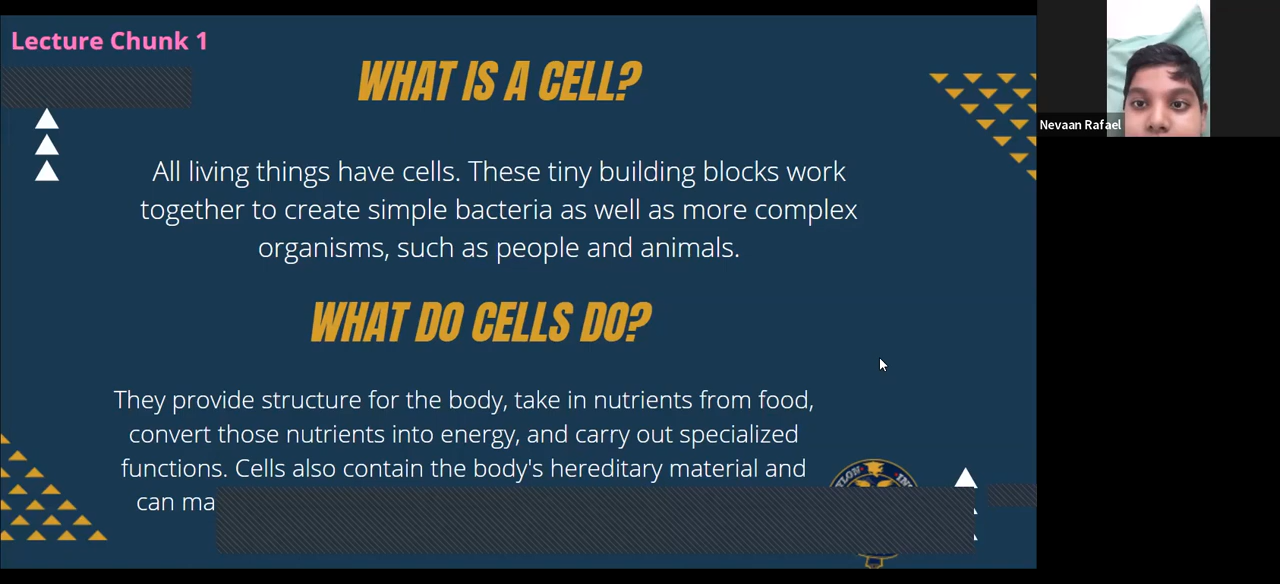 Lecture Chunk 1
WHAT IS A CELL?
Nevaan Rafael
All living things have cells. These tiny building blocks work
together to create simple bacteria as well as more complex
organisms, such as people and animals.
WHAT DO CELLS DO?
They provide structure for the body, take in nutrients from food,
convert those nutrients into energy, and carry out specialized
functions. Cells also contain the body's hereditary material and
can ma